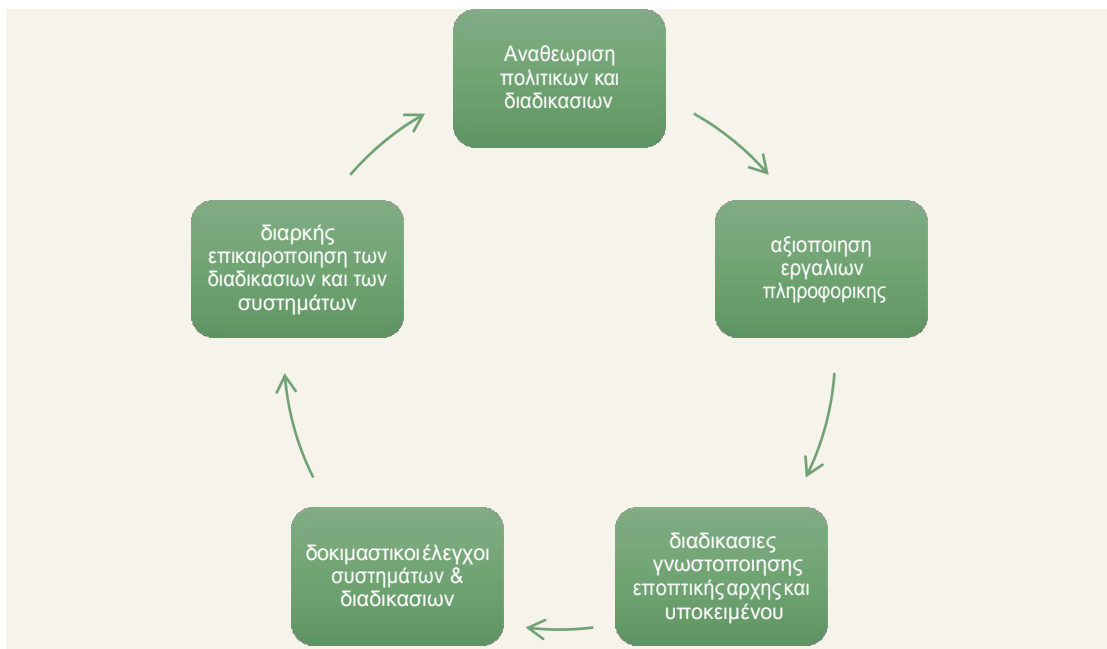 Αναθεωριση
πολιτικων και
διαδικασιων
αξιοποιηση
εργαλιων
πληροφορικης
διαδικασιες
γνωστοποιησης
εποπτικής αρχης και
υποκειμένου
δοκιμαστικοι έλεγχοι
συστημάτων &
διαδικασιων
διαρκής
επικαιροποιηση των
διαδικασιων και των
συστημάτων